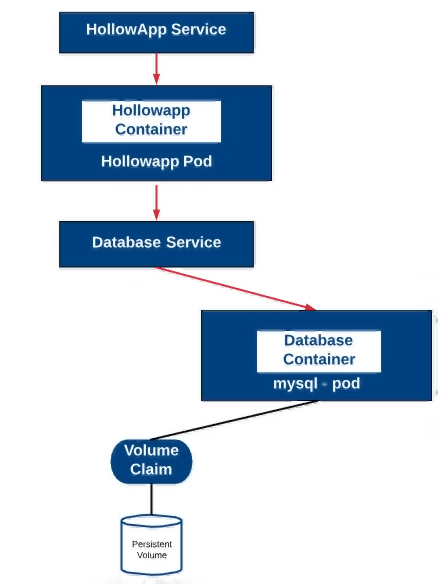 HollowApp Service
Hollowapp
Container
Hollowapp Pod
Database Service
Database
Container
mysql - pod
Volume
Claim
Persistent
Volume